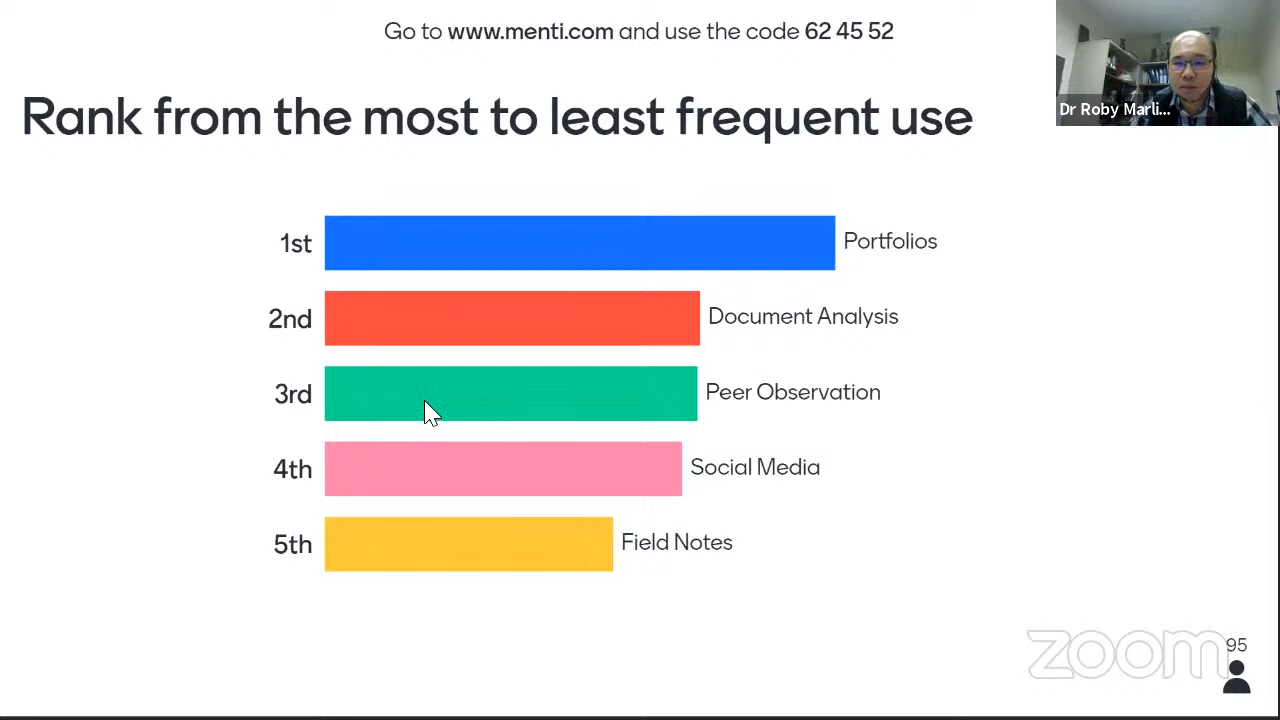 Go to www.menti.com and use the code 62 45 52
Dr Roby Marli...
Rank from the most to least frequent use
1st Portfolios
2nd Document Analysis
3rd Peer Observation
4th Social Media
5th Field Notes
zoom
95